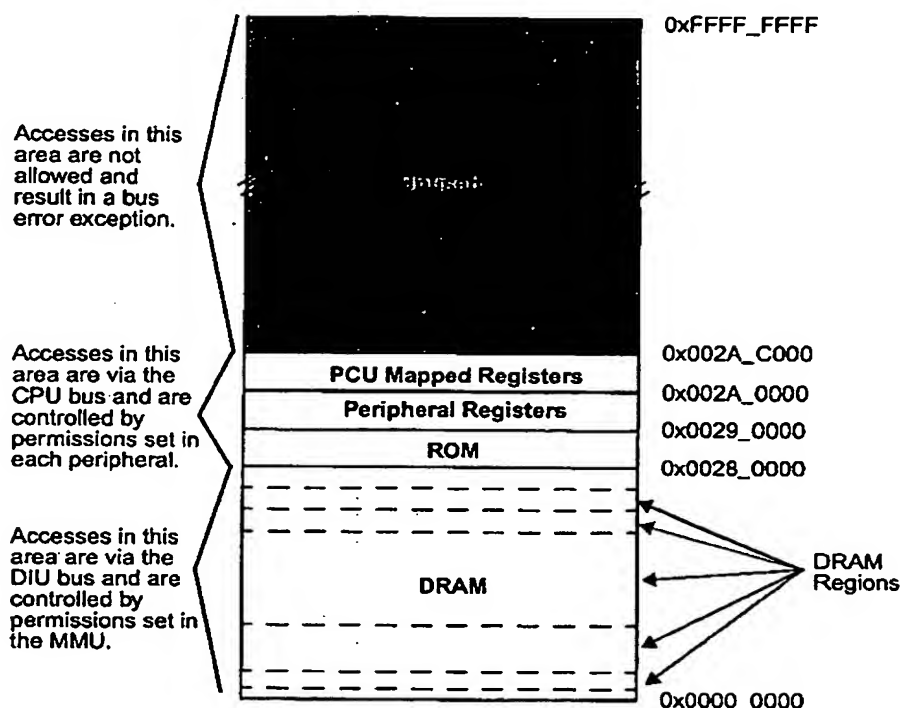 0xFFFF_FFFF
Accesses in this
area are not
allowed and
result in a bus
error exception.
Accesses in this
area are via the
CPU bus and are
controlled by
permissions set in
each peripheral.
Accesses in this
area are via the
DIU bus and are
controlled by
permissions set in
the MMU.
PCU Mapped Registers
Peripheral Registers
ROM
DRAM
0x002A_C000
0x002A_0000
0x0029_0000
0x0028_0000
DRAM
Regions
0x0000_0000